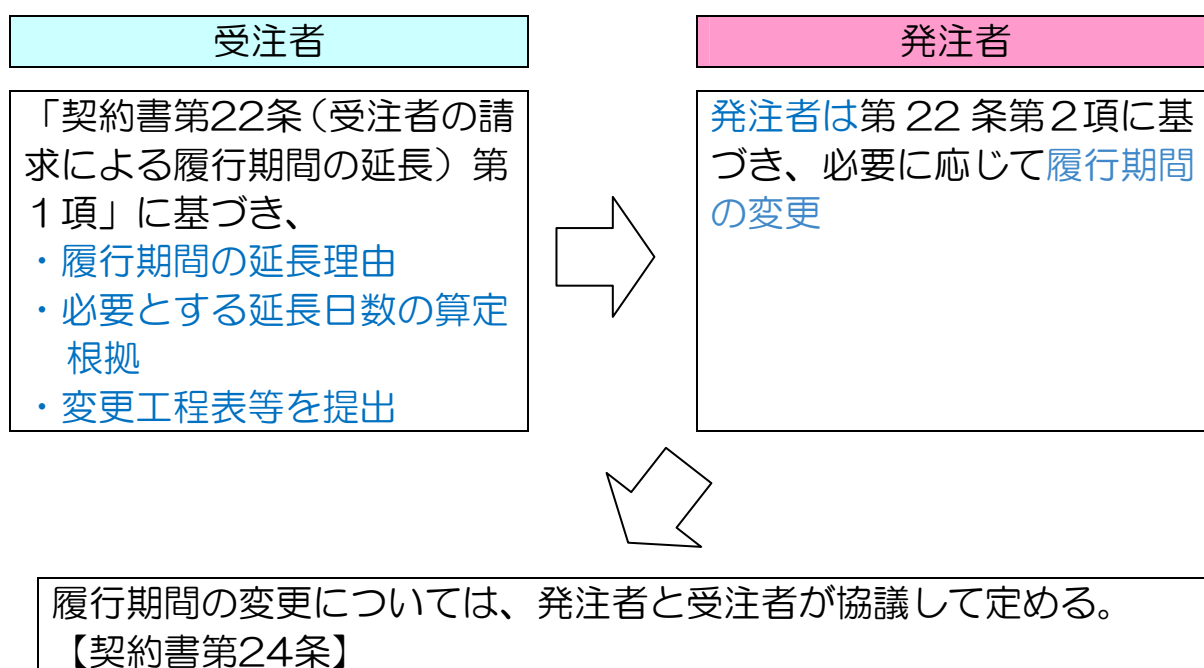 受注者
「契約書第22条（受注者の請
求による履行期間の延長）第
１項」に基づき、
・履行期間の延長理由
・必要とする延長日数の算定
根拠
・変更工程表等を提出
発注者
発注者は第 22 条第２項に基
づき、必要に応じて履行期間
の変更
履行期間の変更については、発注者と受注者が協議して定める。
【契約書第24条】